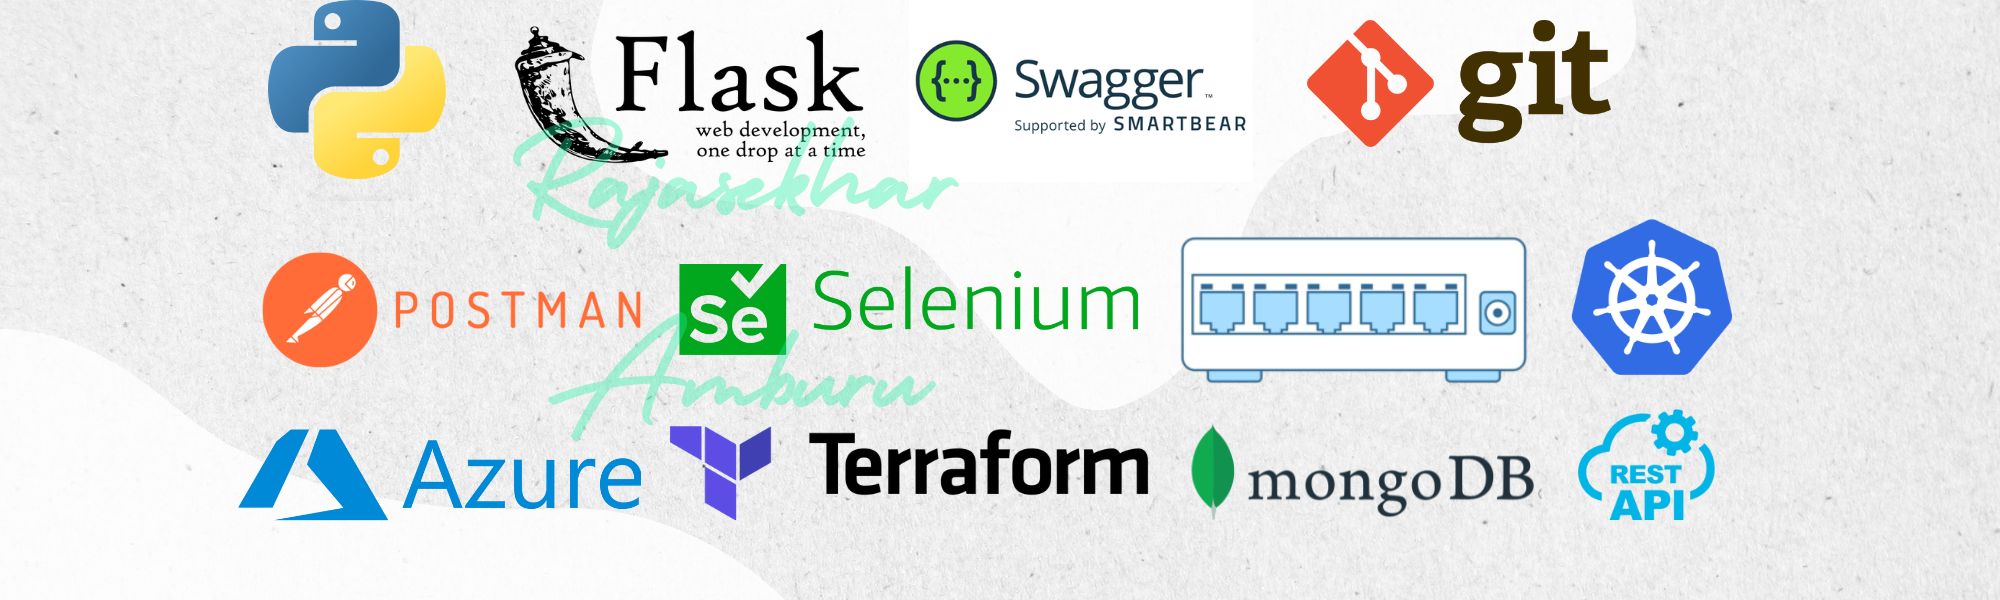 Flask
web development,
one drop at a time
Swagger™
Supported by SMARTBEAR
git
Rajasekhar
POSTMAN
Se Selenium
Amburu
Azure
Terraform
mongoDB
REST
API